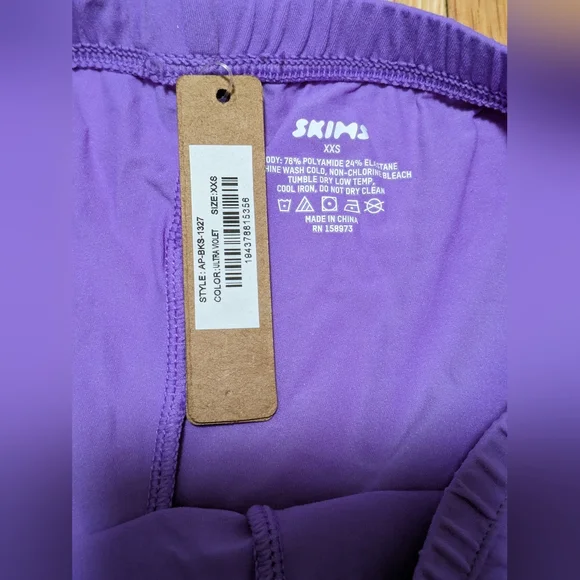 SKIMS
XXS
ODY: 76% POLYAMIDE 24% ELASTANE
HINE WASH COLD, NON-CHLORINE BLEACH
TUMBLE DRY LOW TEMP,
COOL IRON, DO NOT DRY CLEAN
MADE IN CHINA
RN 158973
STYLE: AP-BKS-1327
COLOR: ULTRA VIOLET SIZE: XXS
194378815356